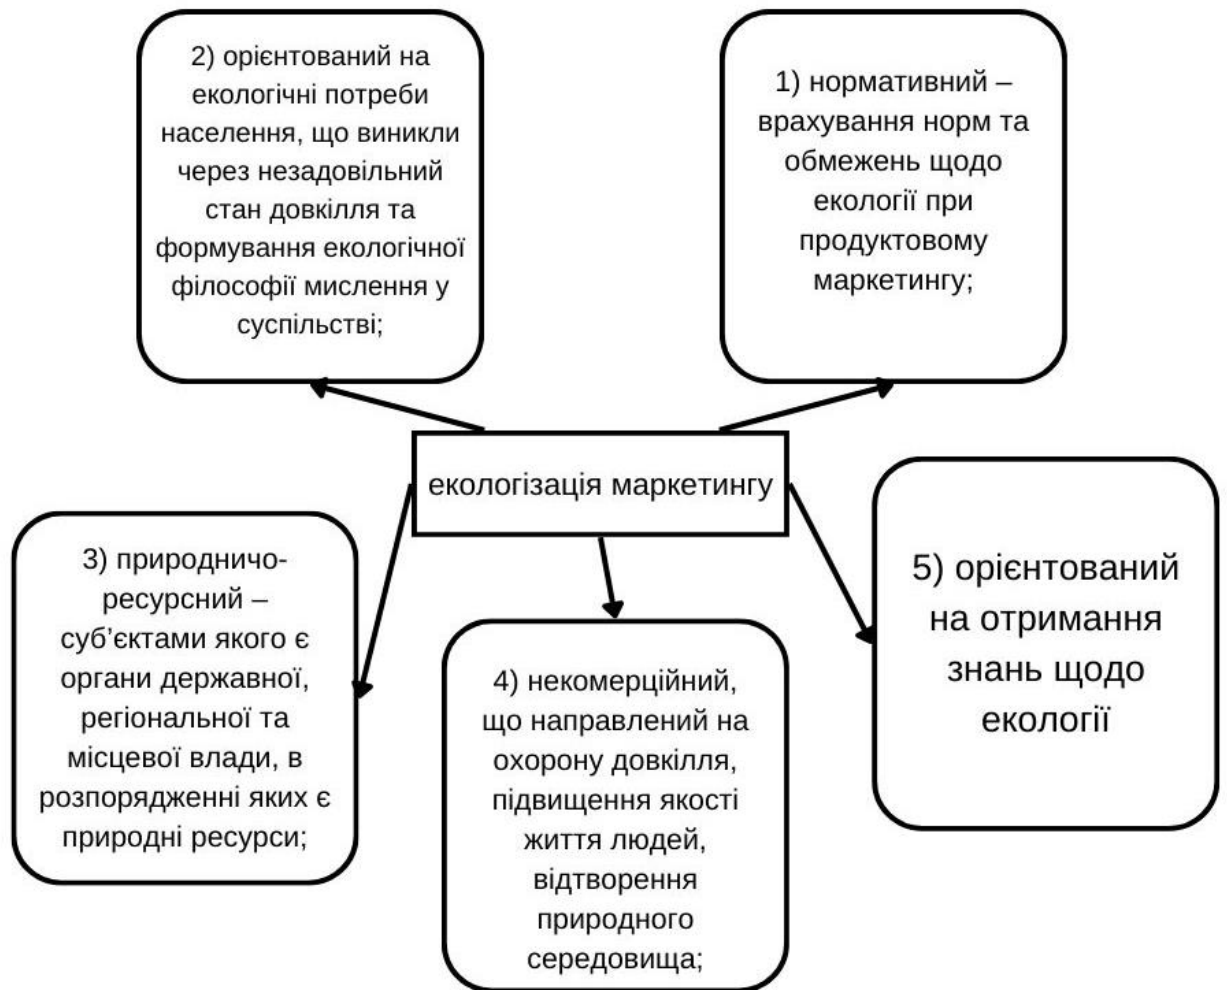 2) орієнтований на
екологічні потреби
населення, що виникли
через незадовільний
стан довкілля та
формування екологічної
філософії мислення у
суспільстві;
1) нормативний –
врахування норм та
обмежень щодо
екології при
продуктовому
маркетингу;
екологізація маркетингу
3) природничо-
ресурсний –
суб’єктами якого є
органи державної,
регіональної та
місцевої влади, в
розпорядженні яких є
природні ресурси;
4) некомерційний,
що направлений на
охорону довкілля,
підвищення якості
життя людей,
відтворення
природного
середовища;
5) орієнтований
на отримання
знань щодо
екології